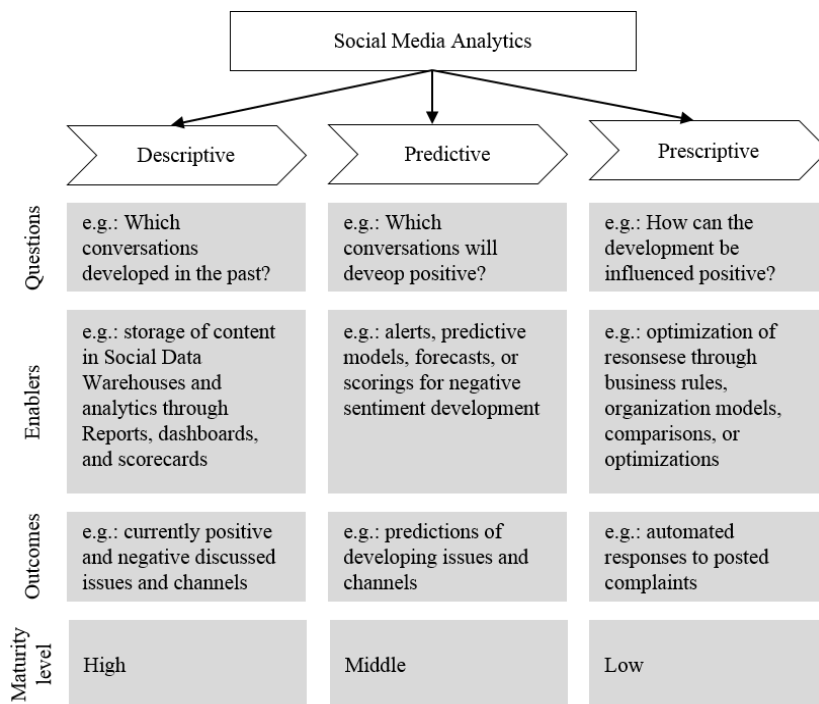 Social Media Analytics
Descriptive
Predictive
Prescriptive
Questions
e.g.: Which
conversations
developed in the past?
e.g.: Which
conversations will
deveop positive?
e.g.: How can the
development be
influenced positive?
Enablers
e.g.: storage of content
in Social Data
Warehouses and
analytics through
Reports, dashboards,
and scorecards
e.g.: alerts, predictive
models, forecasts, or
scorings for negative
sentiment development
e.g.: optimization of
resonsese through
business rules,
organization models,
comparisons, or
optimizations
Outcomes
e.g.: currently positive
and negative discussed
issues and channels
e.g.: predictions of
developing issues and
channels
e.g.: automated
responses to posted
complaints
Maturity
level
High
Middle
Low